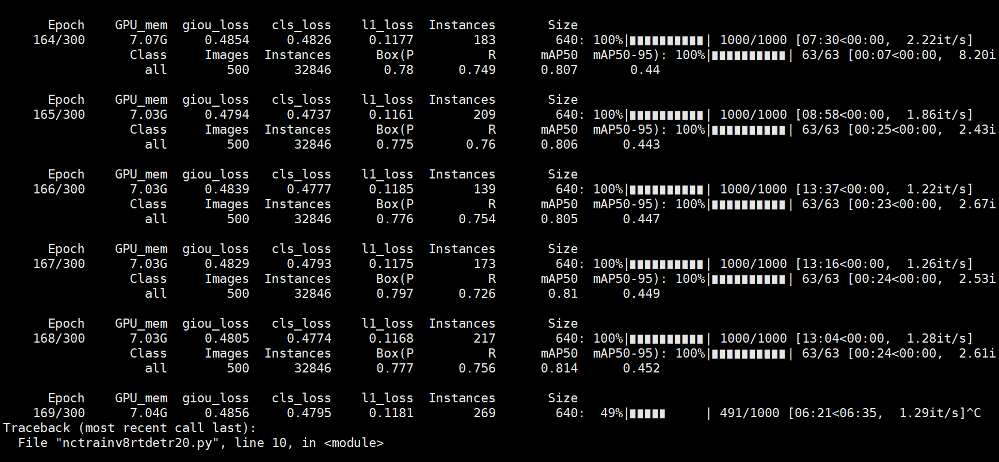 Epoch GPU_mem giou_loss cls_loss l1_loss Instances Size
164/300 7.07G 0.4854 0.4826 0.1177 183 640: 100%|██████████| 1000/1000 [07:30<00:00, 2.22it/s]
Class Images Instances Box(P R mAP50 mAP50-95): 100%|██████████| 63/63 [00:07<00:00, 8.20i
all 500 32846 0.78 0.749 0.807 0.44
Epoch GPU_mem giou_loss cls_loss l1_loss Instances Size
165/300 7.03G 0.4794 0.4737 0.1161 209 640: 100%|██████████| 1000/1000 [08:58<00:00, 1.86it/s]
Class Images Instances Box(P R mAP50 mAP50-95): 100%|██████████| 63/63 [00:25<00:00, 2.43i
all 500 32846 0.775 0.76 0.806 0.443
Epoch GPU_mem giou_loss cls_loss l1_loss Instances Size
166/300 7.03G 0.4839 0.4777 0.1185 139 640: 100%|██████████| 1000/1000 [13:37<00:00, 1.22it/s]
Class Images Instances Box(P R mAP50 mAP50-95): 100%|██████████| 63/63 [00:23<00:00, 2.67i
all 500 32846 0.776 0.754 0.805 0.447
Epoch GPU_mem giou_loss cls_loss l1_loss Instances Size
167/300 7.03G 0.4829 0.4793 0.1175 173 640: 100%|██████████| 1000/1000 [13:16<00:00, 1.26it/s]
Class Images Instances Box(P R mAP50 mAP50-95): 100%|██████████| 63/63 [00:24<00:00, 2.53i
all 500 32846 0.797 0.726 0.81 0.449
Epoch GPU_mem giou_loss cls_loss l1_loss Instances Size
168/300 7.03G 0.4805 0.4774 0.1168 217 640: 100%|██████████| 1000/1000 [13:04<00:00, 1.28it/s]
Class Images Instances Box(P R mAP50 mAP50-95): 100%|██████████| 63/63 [00:24<00:00, 2.61i
all 500 32846 0.777 0.756 0.814 0.452
Epoch GPU_mem giou_loss cls_loss l1_loss Instances Size
169/300 7.04G 0.4856 0.4795 0.1181 269 640: 49%|█████ | 491/1000 [06:21<06:35, 1.29it/s]^C
Traceback (most recent call last):
File "nctrainv8rtdetr20.py", line 10, in <module>